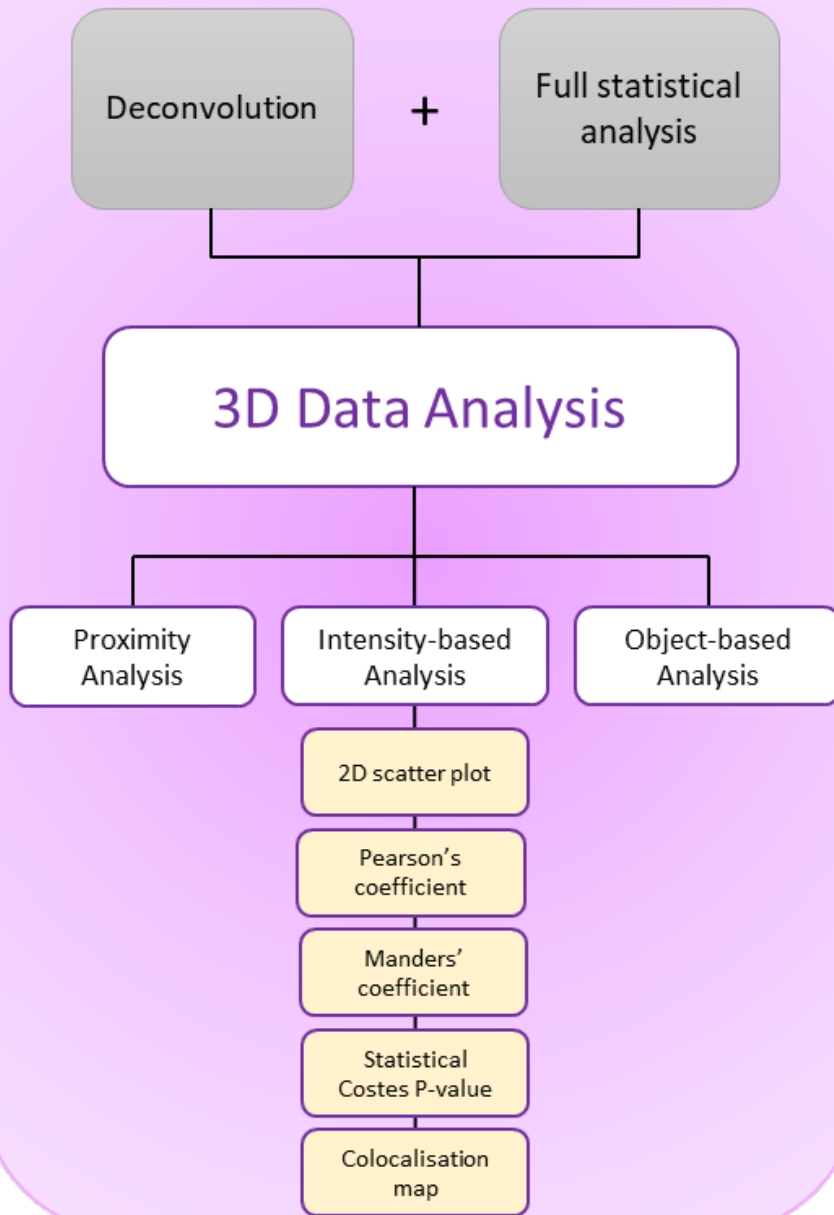 Deconvolution
+
Full statistical
analysis
3D Data Analysis
Proximity
Analysis
Intensity-based
Analysis
Object-based
Analysis
2D scatter plot
Pearson’s
coefficient
Manders’
coefficient
Statistical
Costes P-value
Colocalisation
map